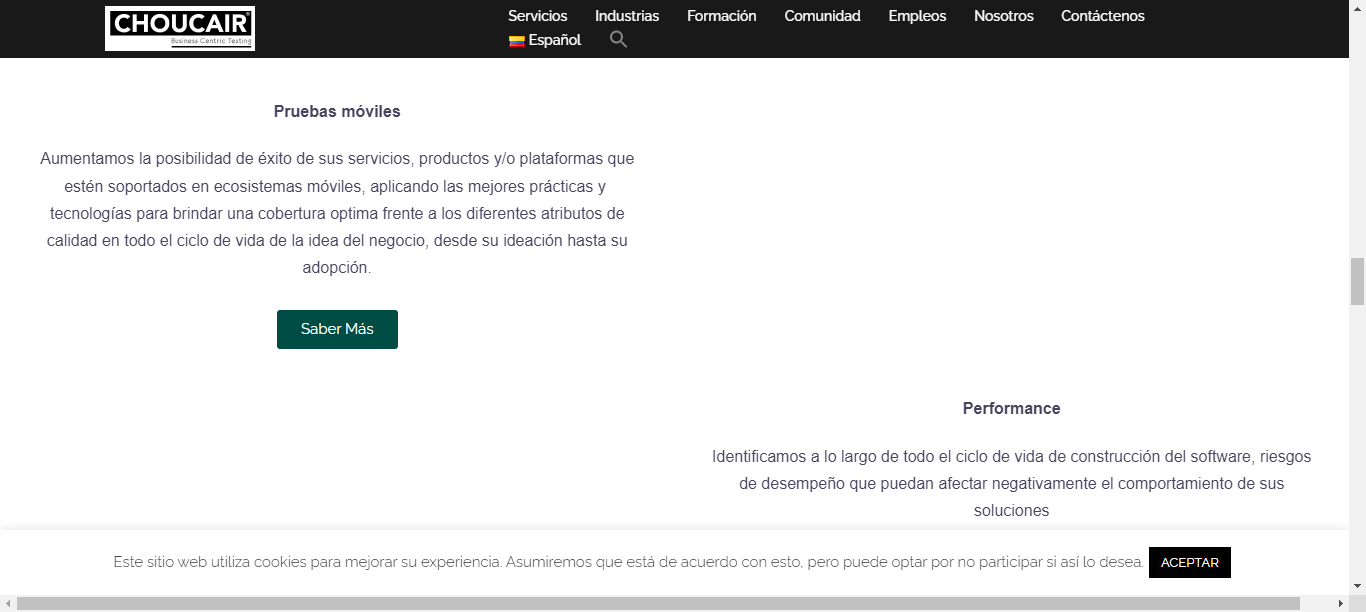 CHOUCAIR
Business Centric Testing
Servicios Industrias Formación Comunidad Empleos Nosotros Contáctenos
Español
Pruebas móviles
Aumentamos la posibilidad de éxito de sus servicios, productos y/o plataformas que
estén soportados en ecosistemas móviles, aplicando las mejores prácticas y
tecnologías para brindar una cobertura optima frente a los diferentes atributos de
calidad en todo el ciclo de vida de la idea del negocio, desde su ideación hasta su
adopción.
Saber Más
Performance
Identificamos a lo largo de todo el ciclo de vida de construcción del software, riesgos
de desempeño que puedan afectar negativamente el comportamiento de sus
soluciones
Este sitio web utiliza cookies para mejorar su experiencia. Asumiremos que está de acuerdo con esto, pero puede optar por no participar si así lo desea. ACEPTAR